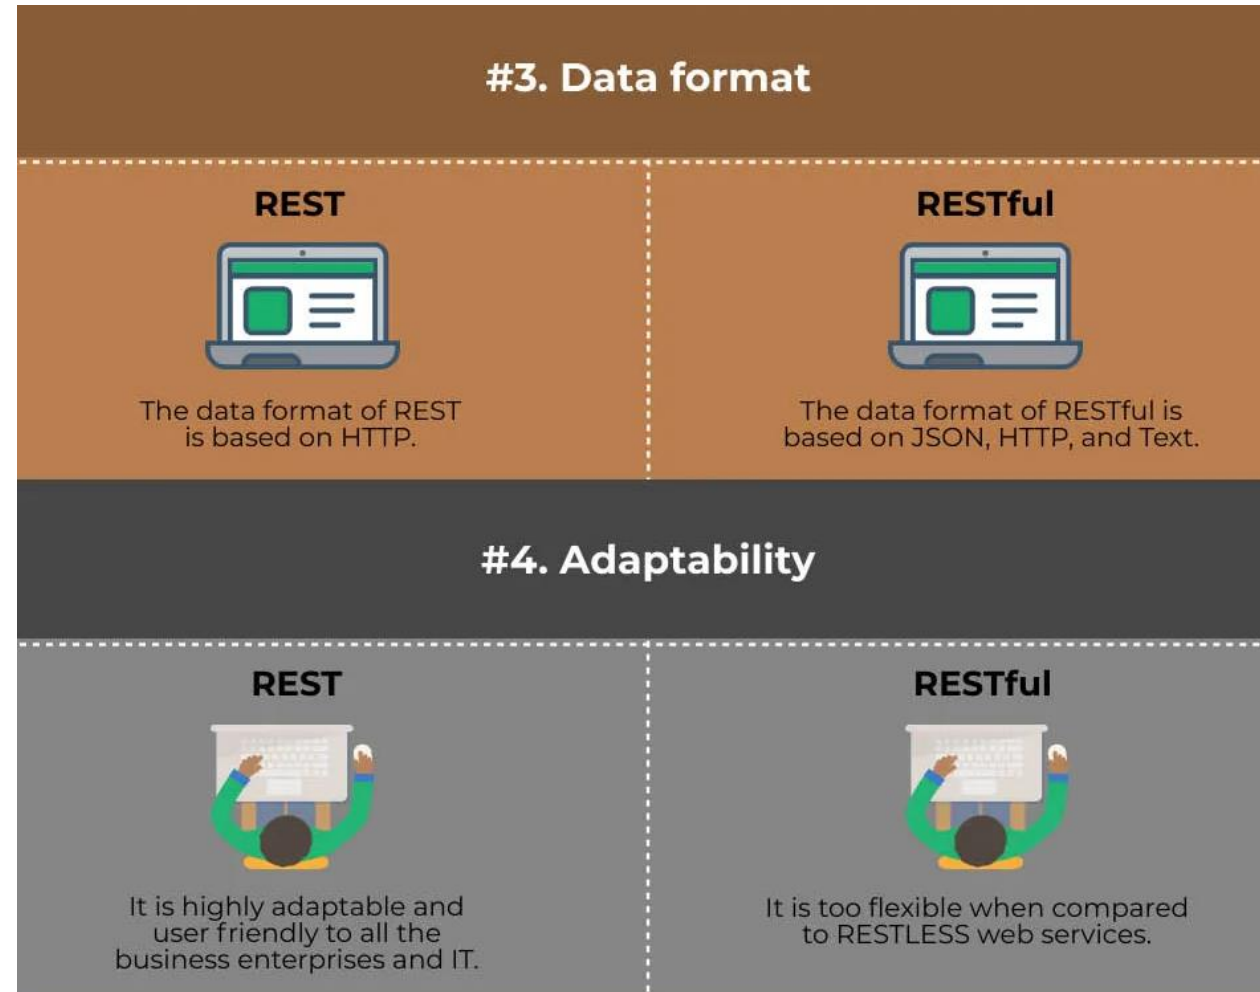 #3. Data format
REST
The data format of REST
is based on HTTP.
RESTful
The data format of RESTful is
based on JSON, HTTP, and Text.
#4. Adaptability
REST
It is highly adaptable and
user friendly to all the
business enterprises and IT.
RESTful
It is too flexible when compared
to RESTLESS web services.